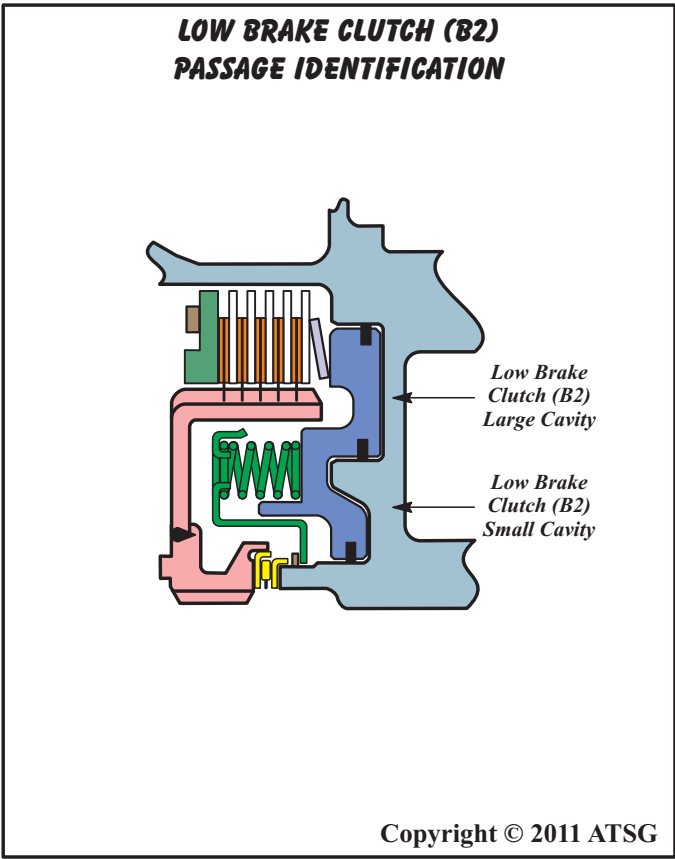 LOW BRAKE CLUTCH (B2)
PASSAGE IDENTIFICATION
Low Brake
Clutch (B2)
Large Cavity
Low Brake
Clutch (B2)
Small Cavity
Copyright © 2011 ATSG